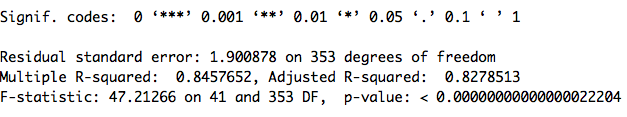 Signif. codes:  0 ‘***’ 0.001 ‘**’ 0.01 ‘*’ 0.05 ‘.’ 0.1 ‘ ’ 1
Residual standard error: 1.900878 on 353 degrees of freedom
Multiple R-squared:  0.8457652, Adjusted R-squared:  0.8278513
F-statistic: 47.21266 on 41 and 353 DF,  p-value: < 0.00000000000000022204